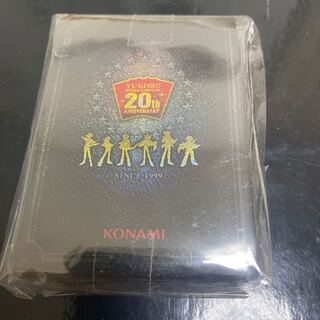 YU-GI-OH!
20th
ANNIVERSARY
SINCE 1999
KONAMI